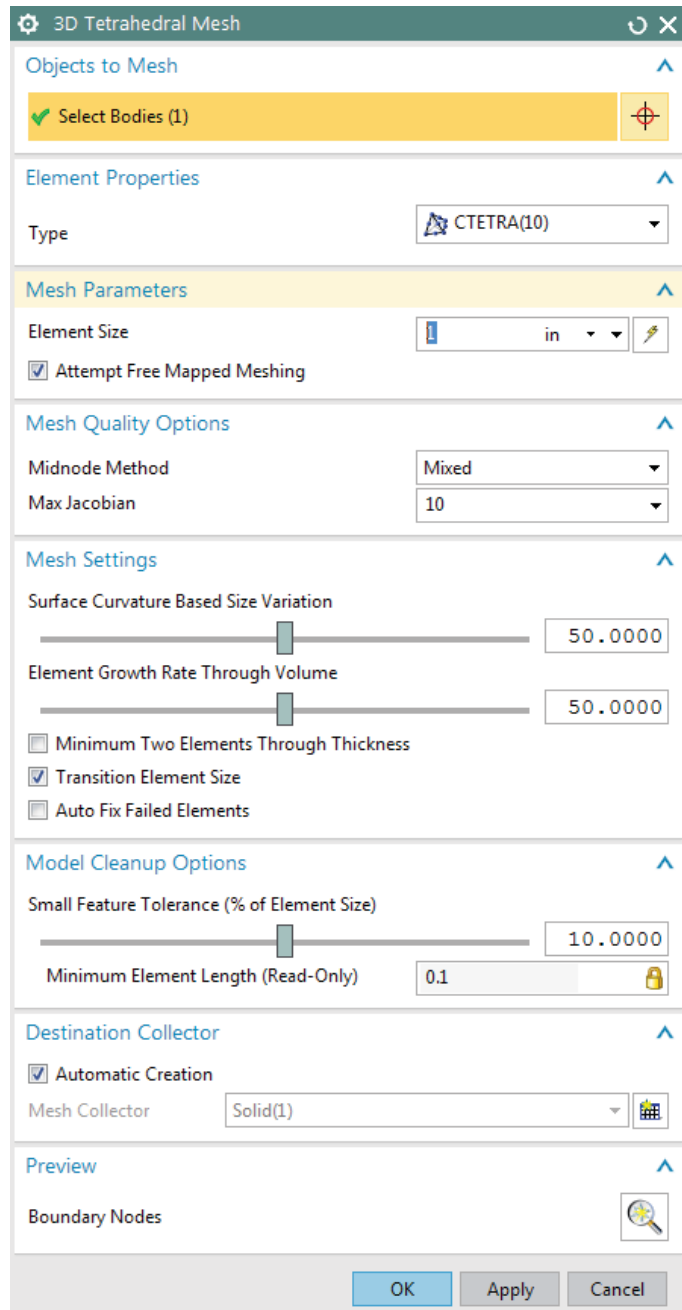 3D Tetrahedral Mesh
Objects to Mesh
Select Bodies (1)
Element Properties
Type CTETRA(10)
Mesh Parameters
Element Size 1 in
Attempt Free Mapped Meshing
Mesh Quality Options
Midnode Method Mixed
Max Jacobian 10
Mesh Settings
Surface Curvature Based Size Variation
50.0000
Element Growth Rate Through Volume
50.0000
Minimum Two Elements Through Thickness
Transition Element Size
Auto Fix Failed Elements
Model Cleanup Options
Small Feature Tolerance (% of Element Size)
10.0000
Minimum Element Length (Read-Only) 0.1
Destination Collector
Automatic Creation
Mesh Collector Solid(1)
Preview
Boundary Nodes
OK Apply Cancel